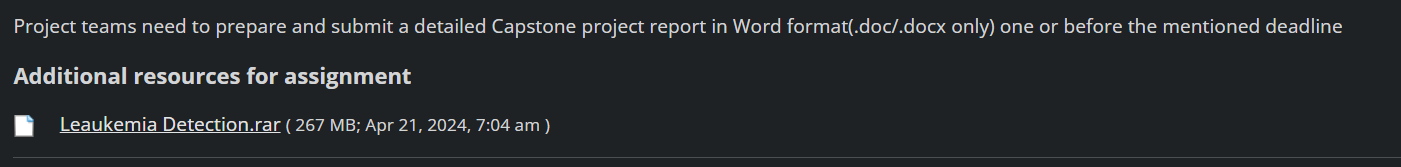 Project teams need to prepare and submit a detailed Capstone project report in Word format(.doc/.docx only) one or before the mentioned deadline
Additional resources for assignment
Leaukemia Detection.rar ( 267 MB; Apr 21, 2024, 7:04 am )